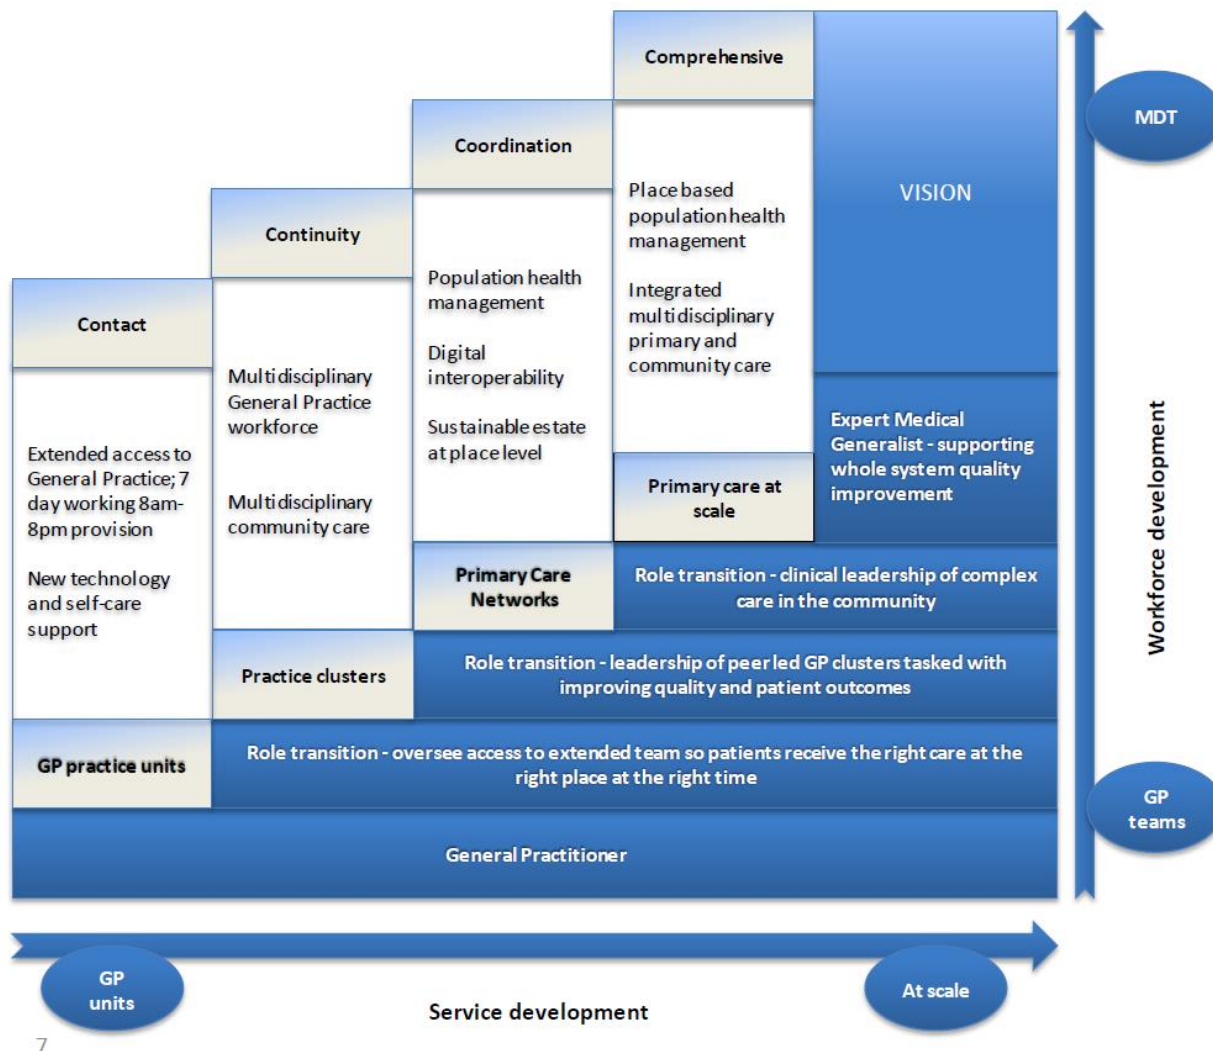 Comprehensive
MDT
Coordination
VISION
Place based
population health
management
Continuity
Population health
management
Integrated
multidisciplinary
primary and
community care
Contact
Digital
interoperability
Multidisciplinary
General Practice
workforce
Sustainable estate
at place level
Expert Medical
Generalist - supporting
whole system quality
improvement
Workforce development
Extended access to
General Practice; 7
day working 8am-
8pm provision
Multidisciplinary
community care
Primary care at
scale
New technology
and self-care
support
Primary Care
Networks
Role transition - clinical leadership of complex
care in the community
Practice clusters
Role transition - leadership of peer led GP clusters tasked with
improving quality and patient outcomes
GP practice units
Role transition - oversee access to extended team so patients receive the right care at the
right place at the right time
GP
teams
General Practitioner
GP
units
At scale
Service development
7